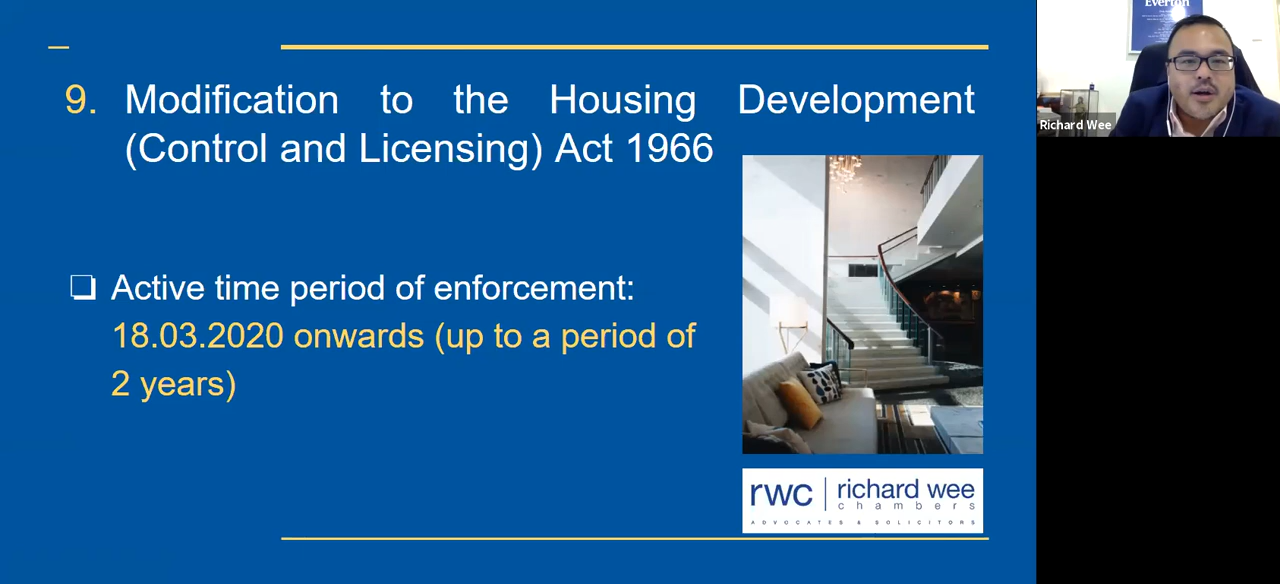 9. Modification to the Housing Development
(Control and Licensing) Act 1966
❏ Active time period of enforcement:
18.03.2020 onwards (up to a period of
2 years)
rwc | richard wee
chambers
ADVOCATES & SOLICITORS
Everton
Richard Wee